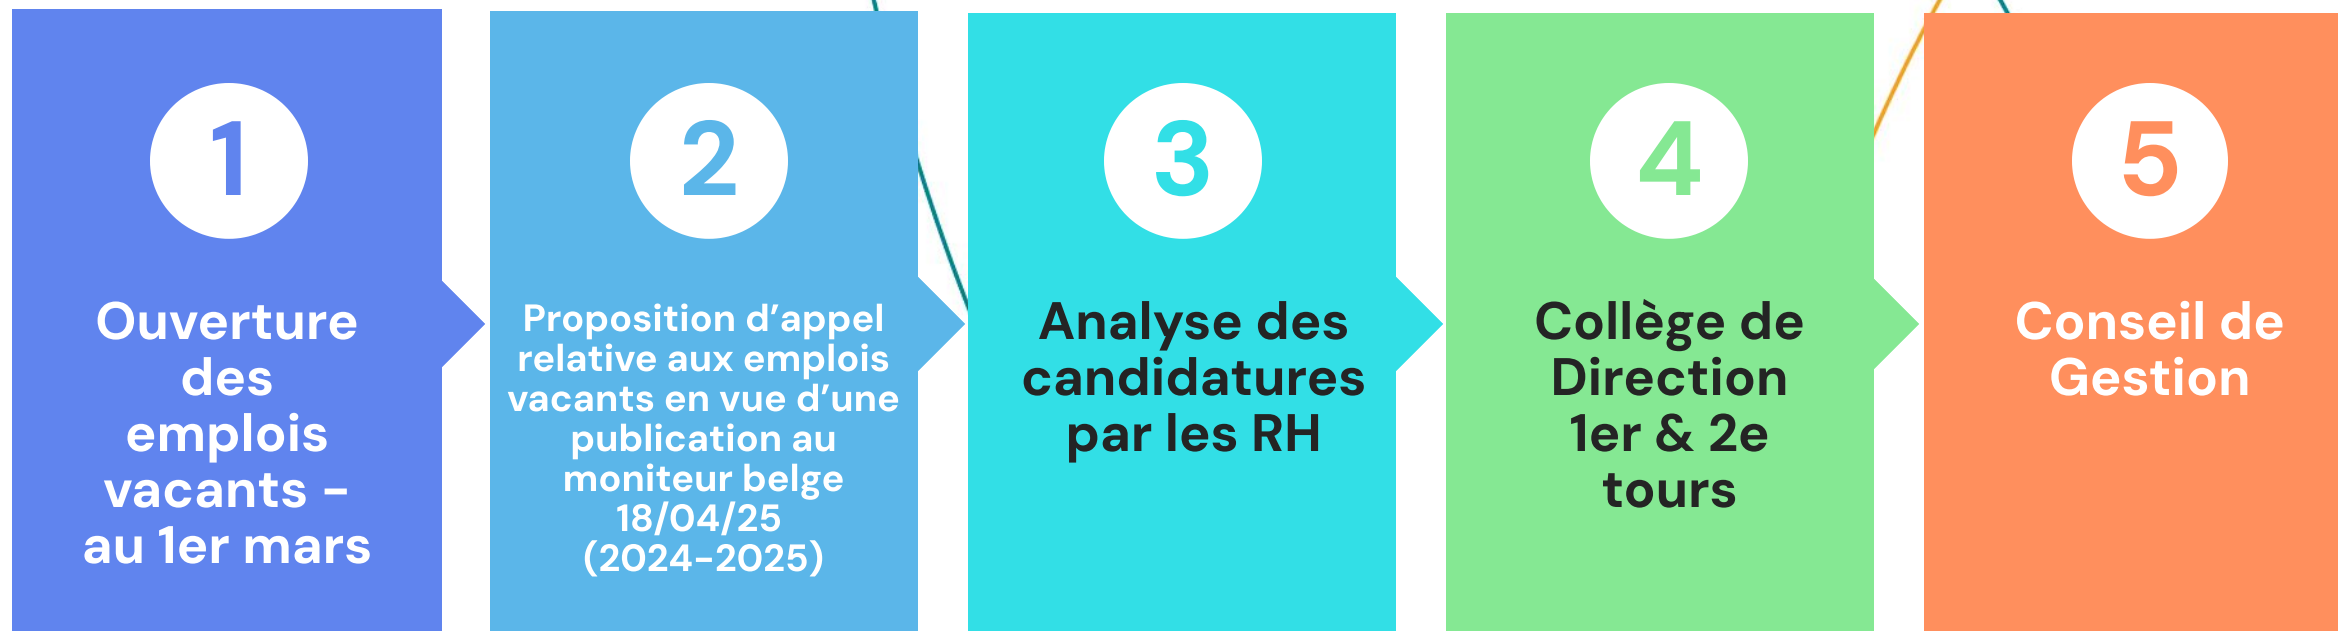 1
Ouverture
des
emplois
vacants -
au 1er mars
2
Proposition d'appel
relative aux emplois
vacants en vue d'une
publication au
moniteur belge
18/04/25
(2024-2025)
3
Analyse des
candidatures
par les RH
4
Collège de
Direction
1er & 2e
tours
5
Conseil de
Gestion